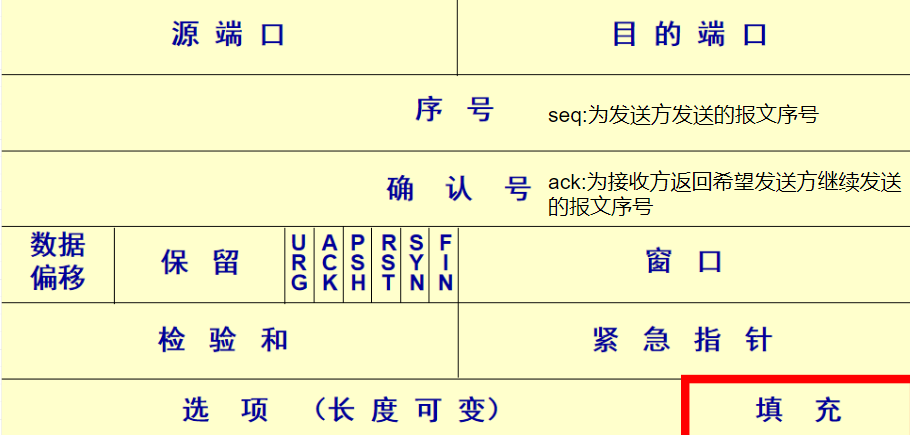 源端口 目的端口
序号 seq:为发送方发送的报文序号
确认号 ack:为接收方返回希望发送方继续发送
的报文序号
数据
偏移
保留
URG ACK PSH RST SYN FIN
窗口
检验和 紧急指针
选项（长度可变） 填充